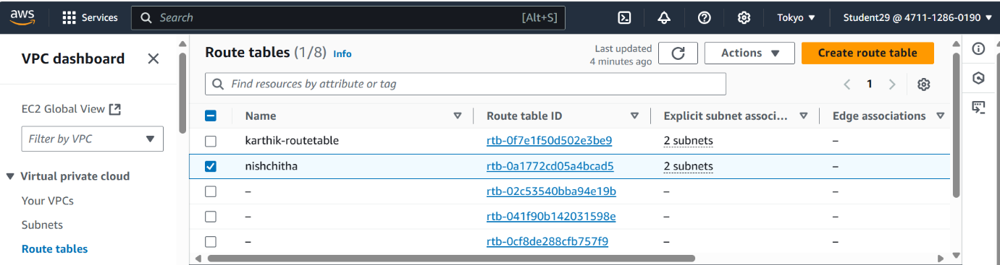 aws Services Search [Alt+S] Tokyo Student29 @ 4711-1286-0190
VPC dashboard
EC2 Global View
Filter by VPC
Virtual private cloud
Your VPCs
Subnets
Route tables
Route tables (1/8) Info
Last updated
4 minutes ago
Actions
Create route table
Find resources by attribute or tag
1
Name Route table ID Explicit subnet associ... Edge associations
karthik-routetable rtb-0f7e1f50d502e3be9 2 subnets –
nishchitha rtb-0a1772cd05a4bcad5 2 subnets –
– rtb-02c53540bba94e19b – –
– rtb-041f90b142031598e – –
– rtb-0cf8de288cfb757f9 – –